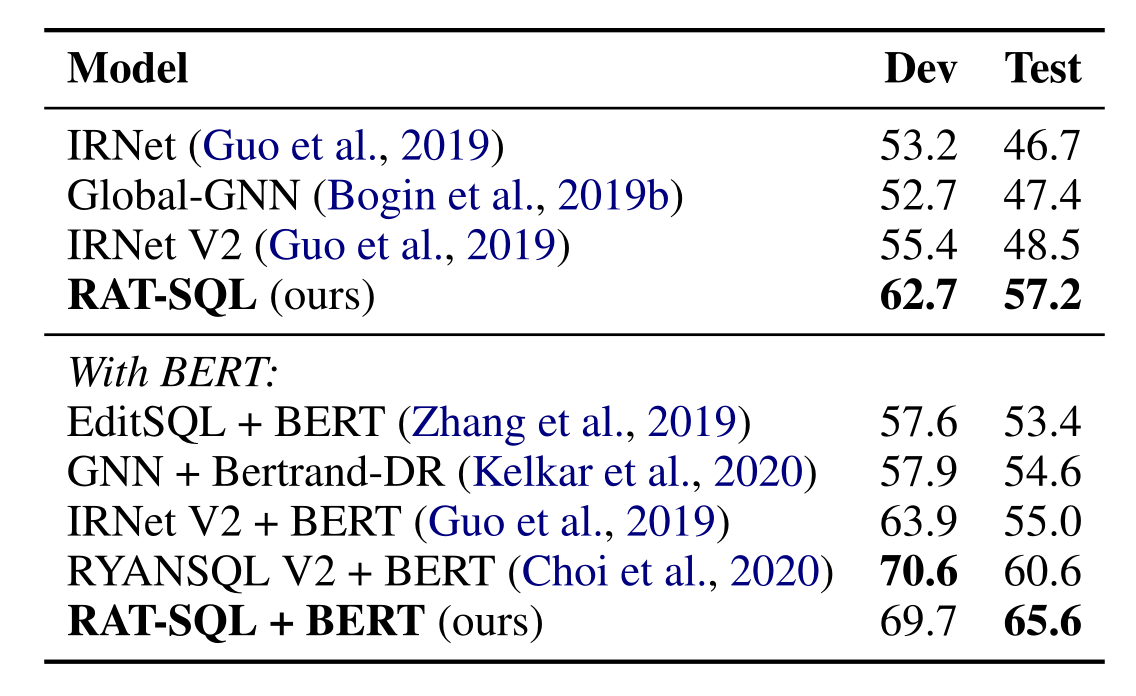 Model Dev Test
IRNet (Guo et al., 2019) 53.2 46.7
Global-GNN (Bogin et al., 2019b) 52.7 47.4
IRNet V2 (Guo et al., 2019) 55.4 48.5
RAT-SQL (ours) 62.7 57.2
With BERT:
EditSQL + BERT (Zhang et al., 2019) 57.6 53.4
GNN + Bertrand-DR (Kelkar et al., 2020) 57.9 54.6
IRNet V2 + BERT (Guo et al., 2019) 63.9 55.0
RYANSQL V2 + BERT (Choi et al., 2020) 70.6 60.6
RAT-SQL + BERT (ours) 69.7 65.6